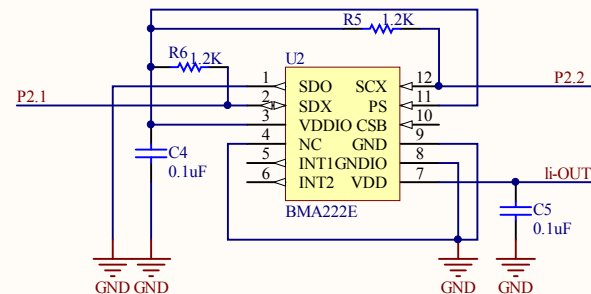 R5 1.2K
R6 1.2K
U2
1 SDO SCX 12
P2.2
P2.1
2 SDX PS 11
3 VDDIO CSB 10
4 NC GND 9
5 INT1 GNDIO 8
6 INT2 VDD 7
li-OUT
C4
0.1uF
BMA222E
C5
0.1uF
GND GND GND GND